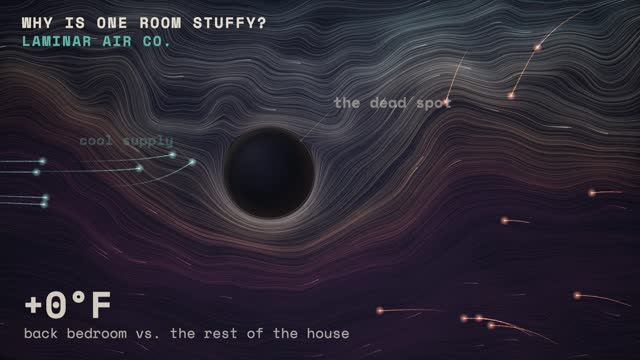 WHY IS ONE ROOM STUFFY?
LAMINAR AIR CO.
the dead spot
cool supply
+0°F
back bedroom vs. the rest of the house